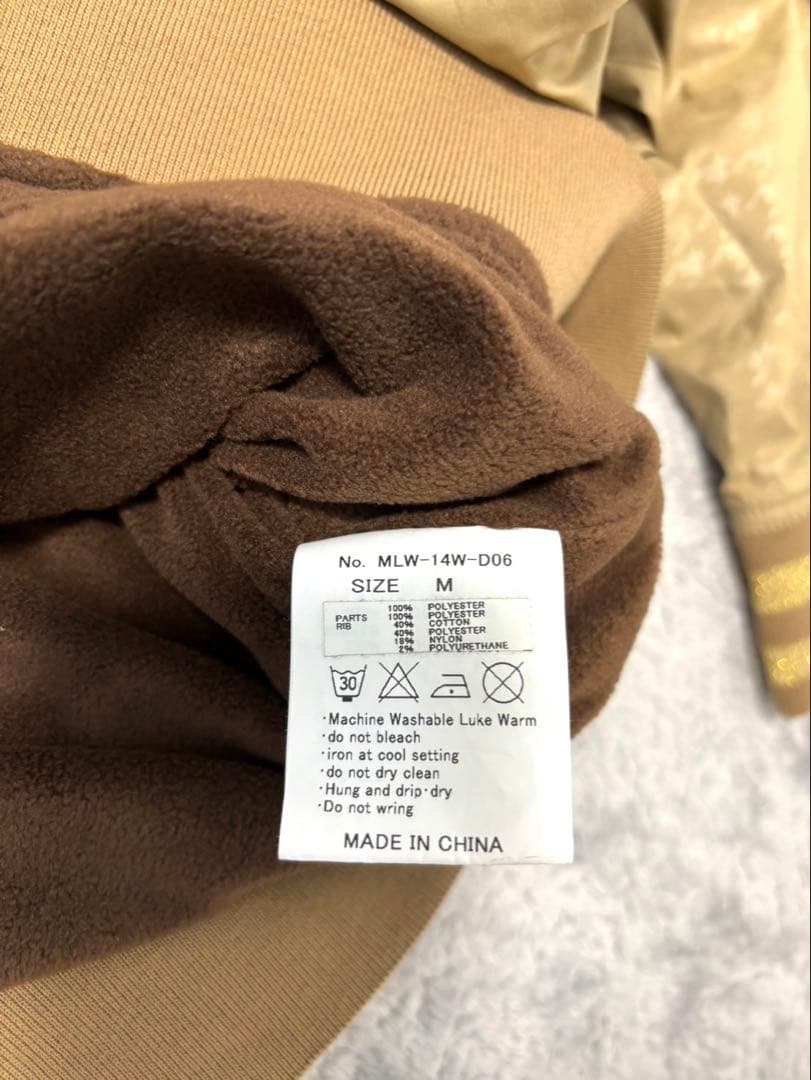 No. MLW-14W-D06
SIZE M
100% POLYESTER
PARTS 100% POLYESTER
RIB 40% COTTON
40% POLYESTER
18% NYLON
2% POLYURETHANE
30
·Machine Washable Luke Warm
·do not bleach
·iron at cool setting
·do not dry clean
·Hung and drip·dry
·Do not wring
MADE IN CHINA